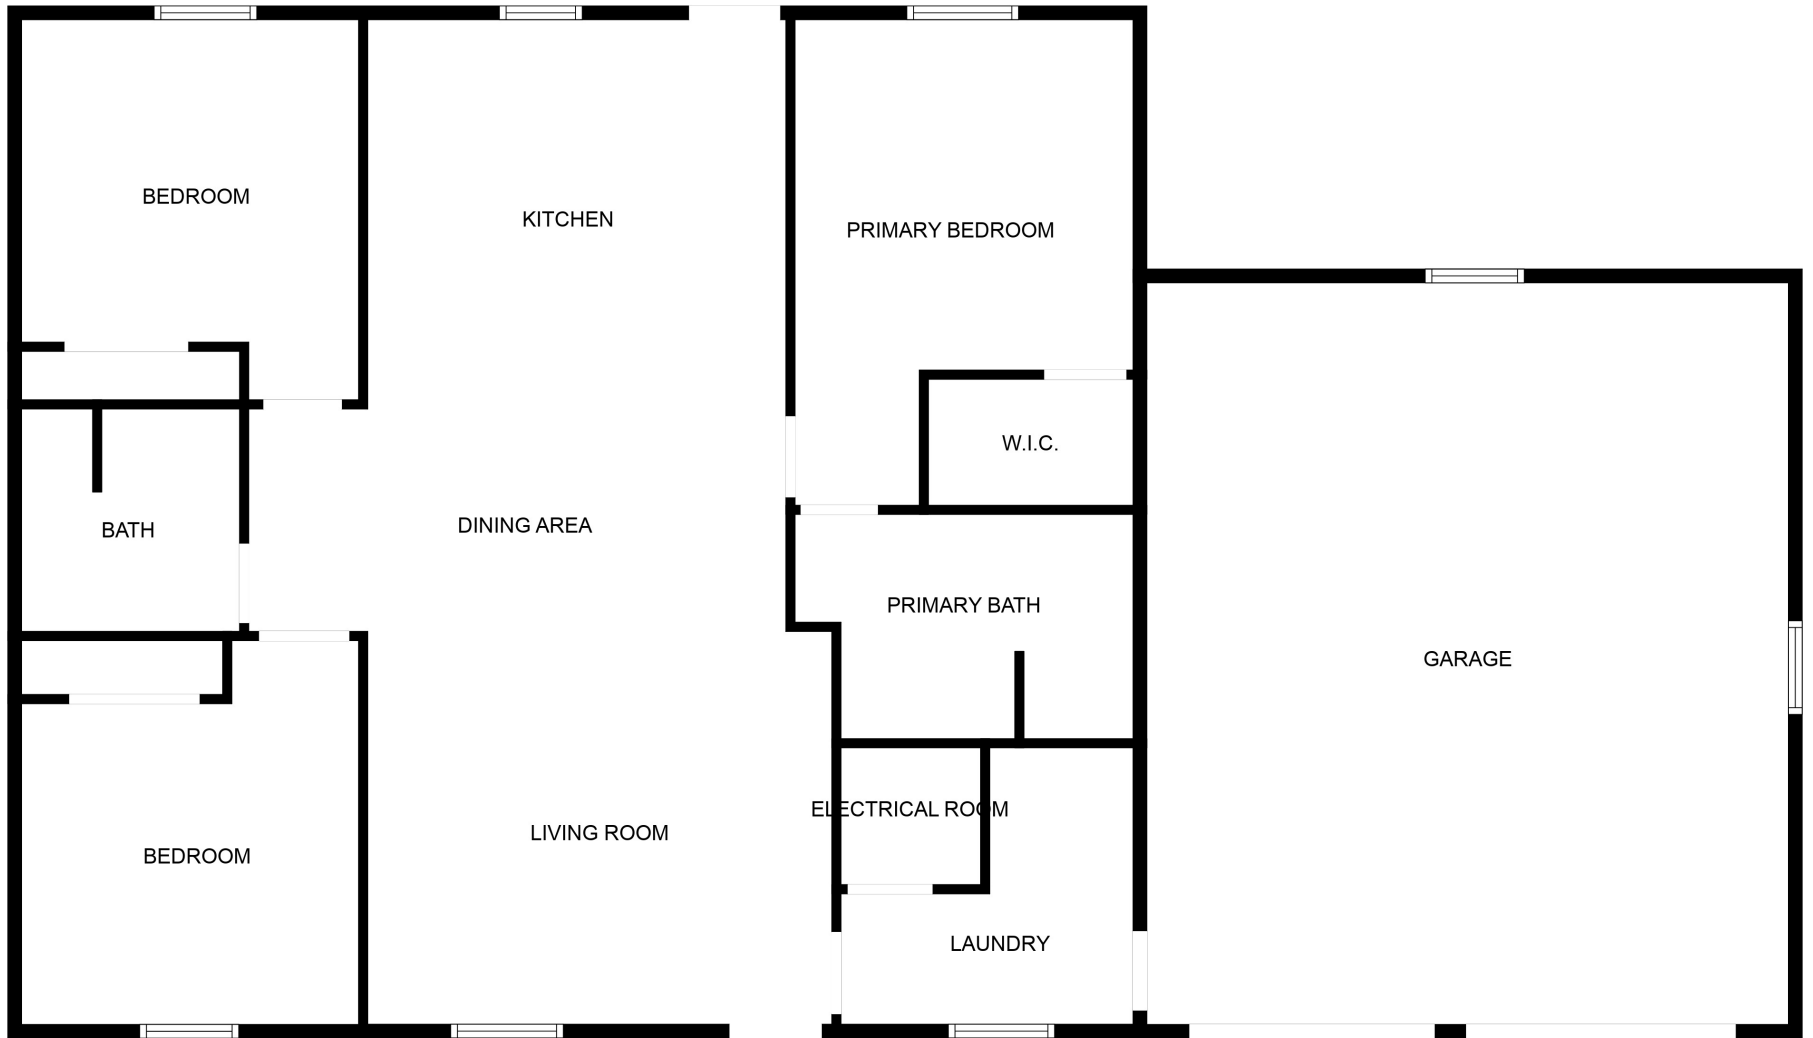 BEDROOM
KITCHEN
PRIMARY BEDROOM
W.I.C.
BATH
DINING AREA
PRIMARY BATH
GARAGE
ELECTRICAL ROOM
LIVING ROOM
BEDROOM
LAUNDRY